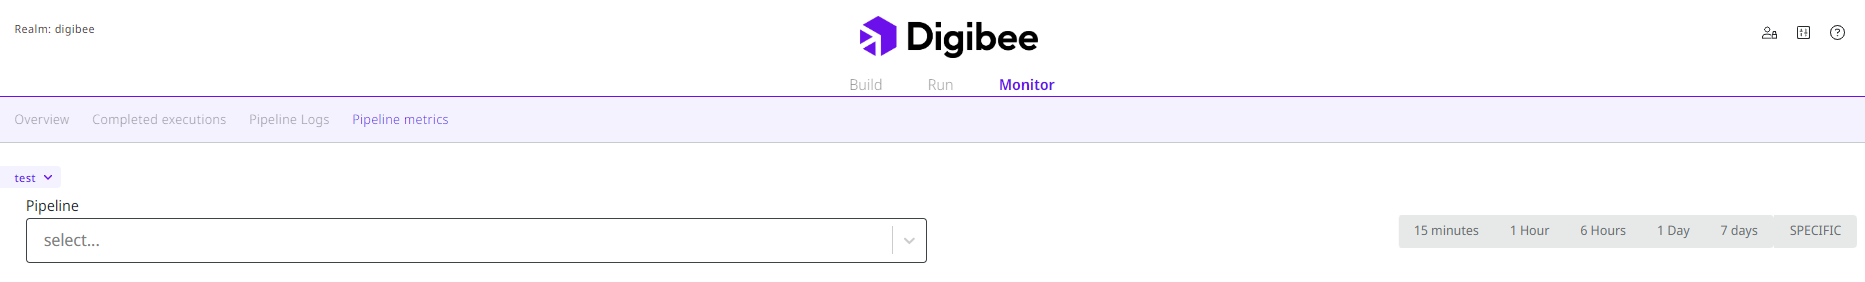 Realm: digibee
Digibee
Build Run Monitor
Overview Completed executions Pipeline Logs Pipeline metrics
test
Pipeline
select...
15 minutes 1 Hour 6 Hours 1 Day 7 days SPECIFIC